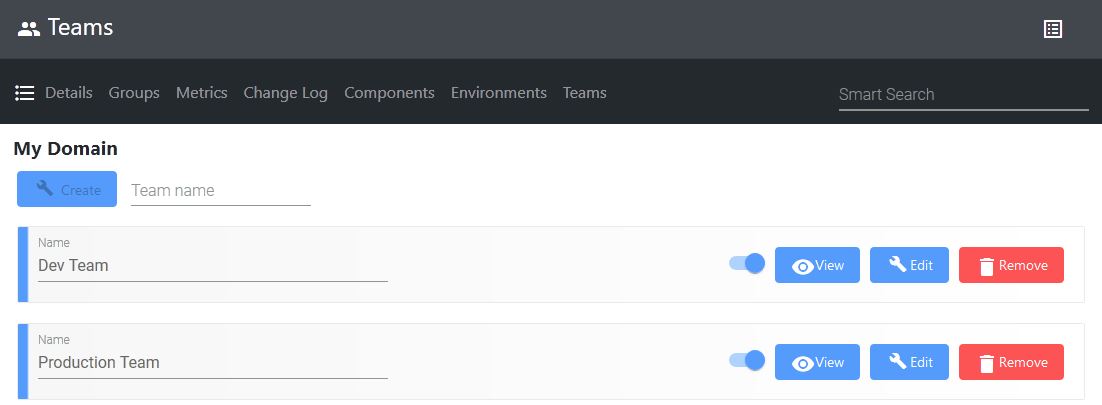 Teams
Details Groups Metrics Change Log Components Environments Teams Smart Search
My Domain
Create Team name
Name
Dev Team View Edit Remove
Name
Production Team View Edit Remove